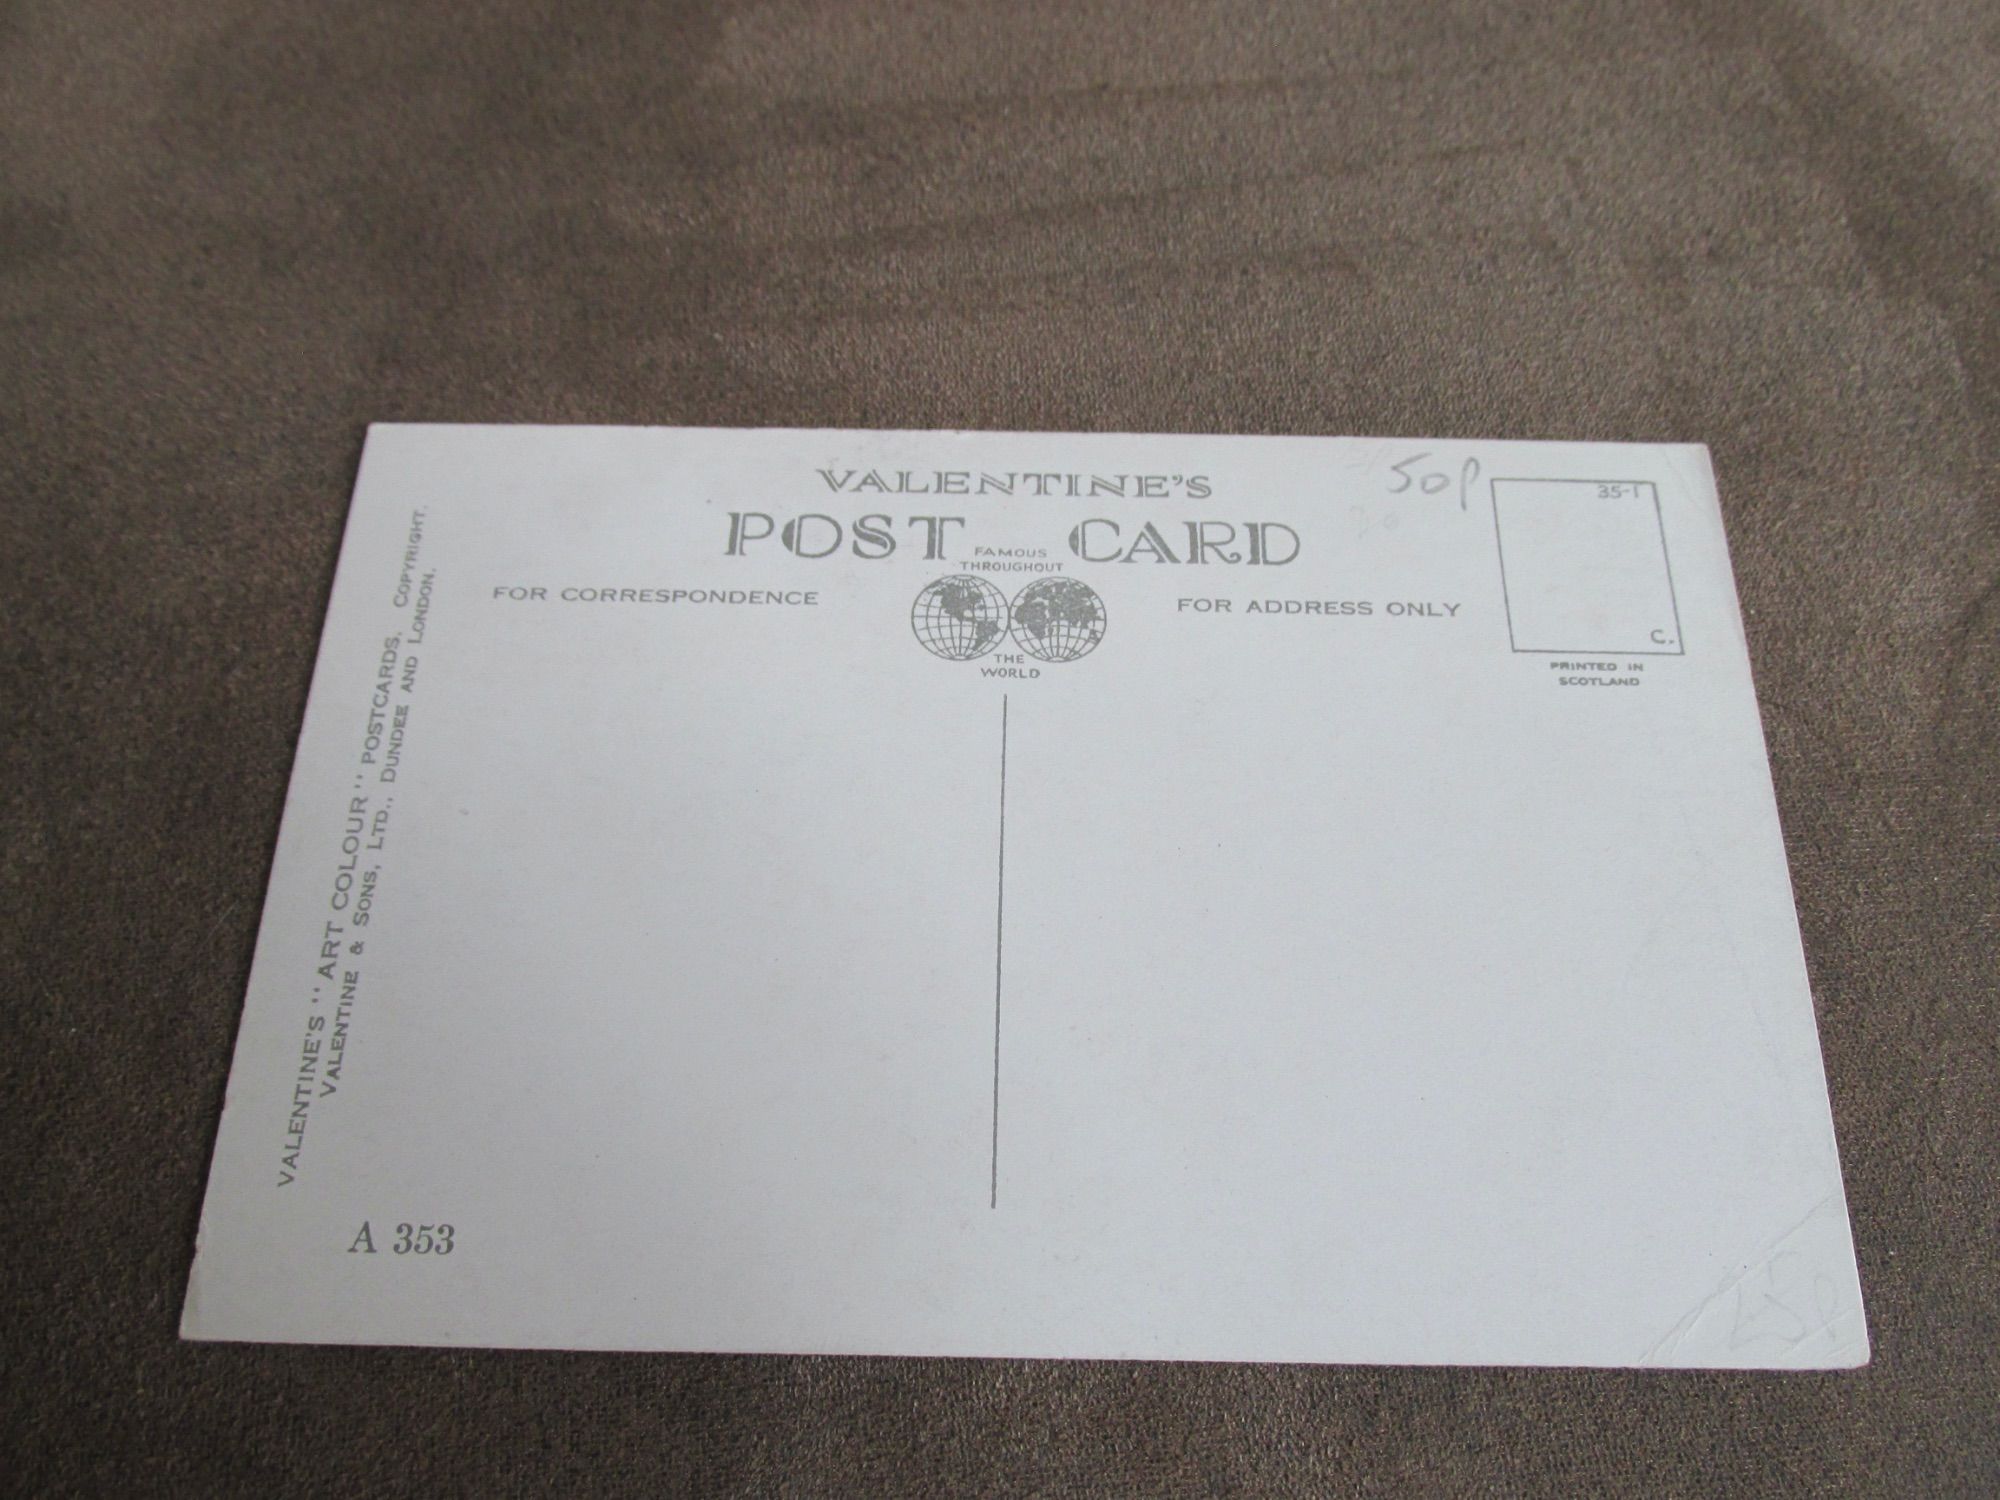 VALENTINE'S
POST CARD
FAMOUS
THROUGHOUT
THE
WORLD
FOR CORRESPONDENCE
FOR ADDRESS ONLY
50p
35-1
C.
PRINTED IN
SCOTLAND
VALENTINE'S "ART COLOUR" POSTCARDS. COPYRIGHT.
VALENTINE & SONS, LTD., DUNDEE AND LONDON.
A 353